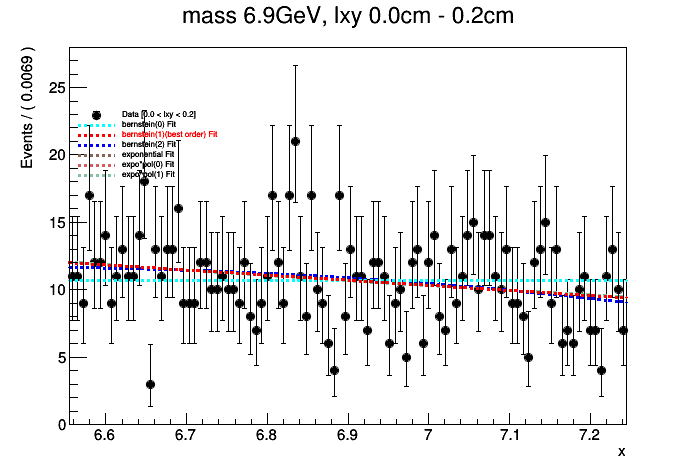 mass 6.9GeV, lxy 0.0cm - 0.2cm
Events / ( 0.0069 )
25
20
15
10
5
0
Data [0.0 < lxy < 0.2]
bernstein(0) Fit
bernstein(1)(best order) Fit
bernstein(2) Fit
exponential Fit
expo*pol(0) Fit
expo*pol(1) Fit
6.6
6.7
6.8
6.9
7
7.1
7.2
x